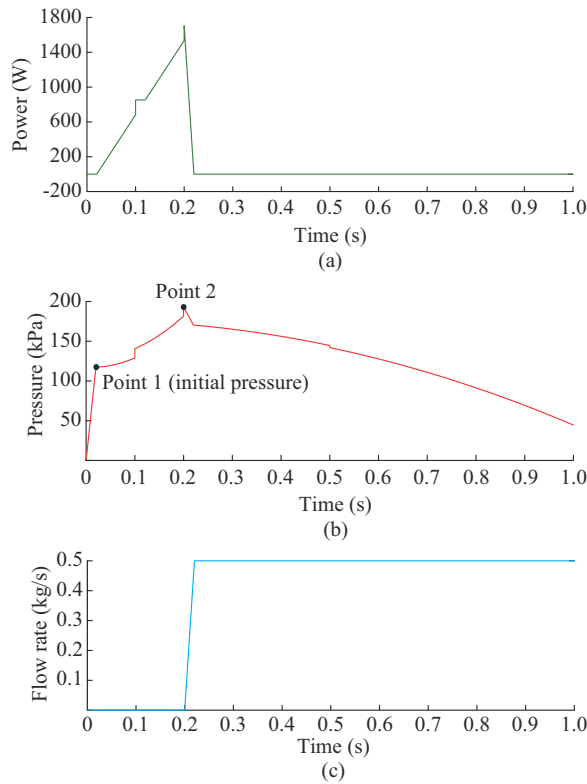 1800
1400
1000
600
200
-200
Power (W)
0 0.1 0.2 0.3 0.4 0.5 0.6 0.7 0.8 0.9 1.0
Time (s)
(a)
Point 2
200
150
100
50
Pressure (kPa)
Point 1 (initial pressure)
0 0.1 0.2 0.3 0.4 0.5 0.6 0.7 0.8 0.9 1.0
Time (s)
(b)
0.5
0.4
0.3
0.2
0.1
Flow rate (kg/s)
0 0.1 0.2 0.3 0.4 0.5 0.6 0.7 0.8 0.9 1.0
Time (s)
(c)